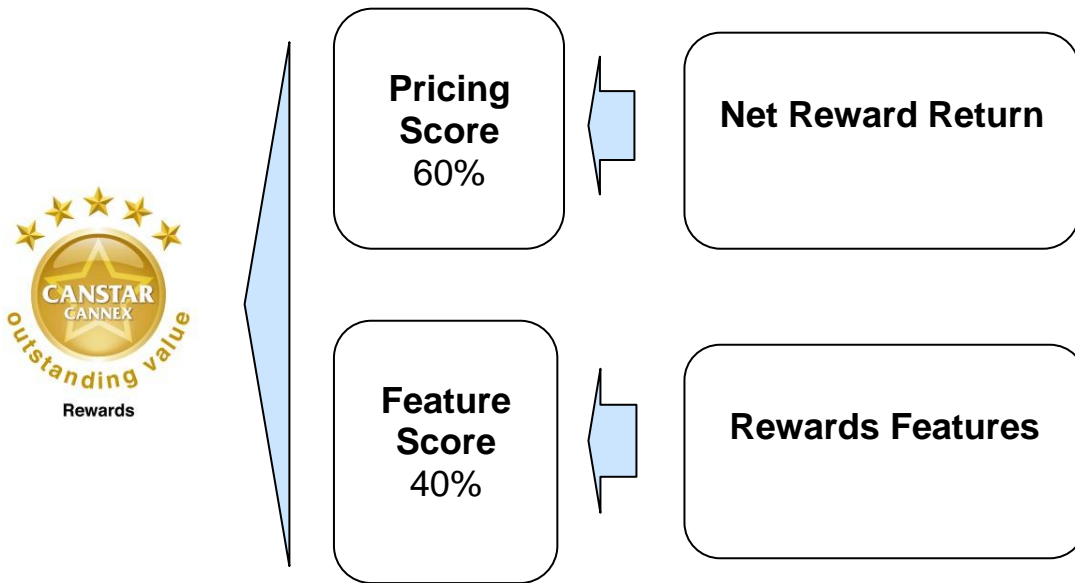 CANSTAR
CANNEX
outstanding value
Rewards
Pricing
Score
60%
Net Reward Return
Feature
Score
40%
Rewards Features